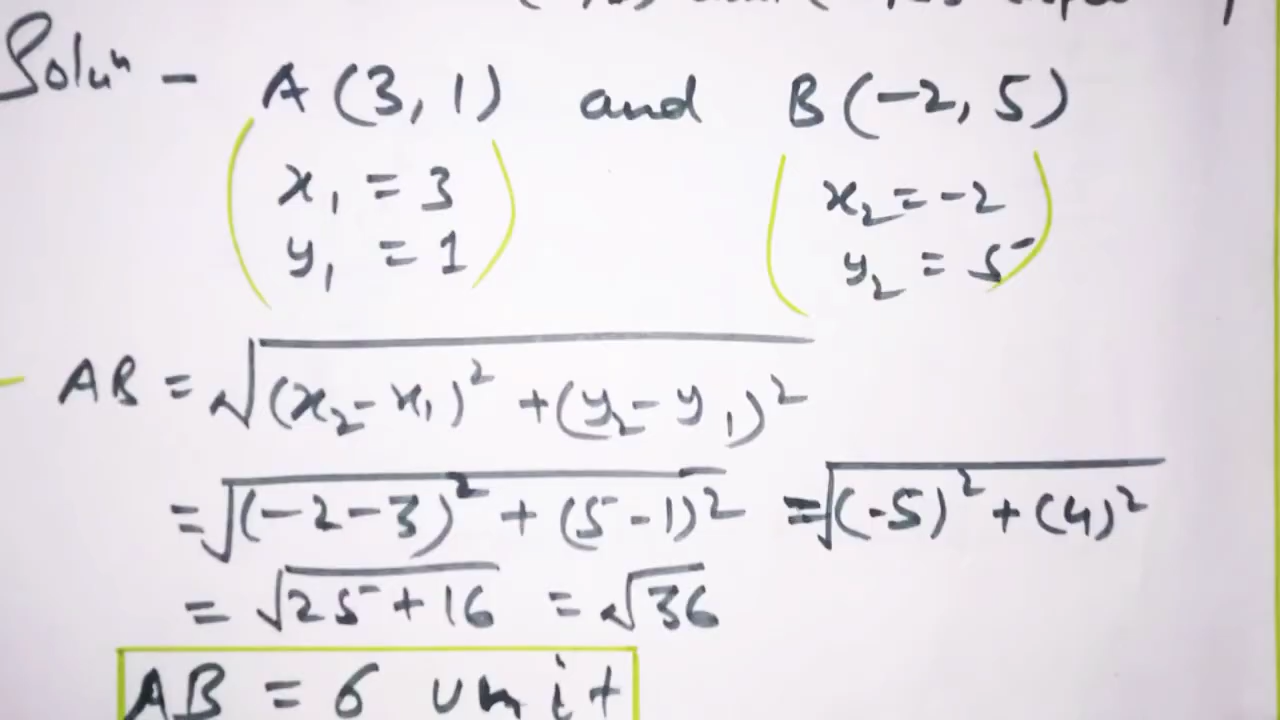 Soluⁿ - A (3, 1) and B (-2, 5)
x₁ = 3
y₁ = 1
x₂ = -2
y₂ = 5
AB = √(x₂ - x₁)² + (y₂ - y₁)²
= √(-2-3)² + (5-1)² = √(-5)² + (4)²
= √25 + 16 = √36
AB = 6 unit